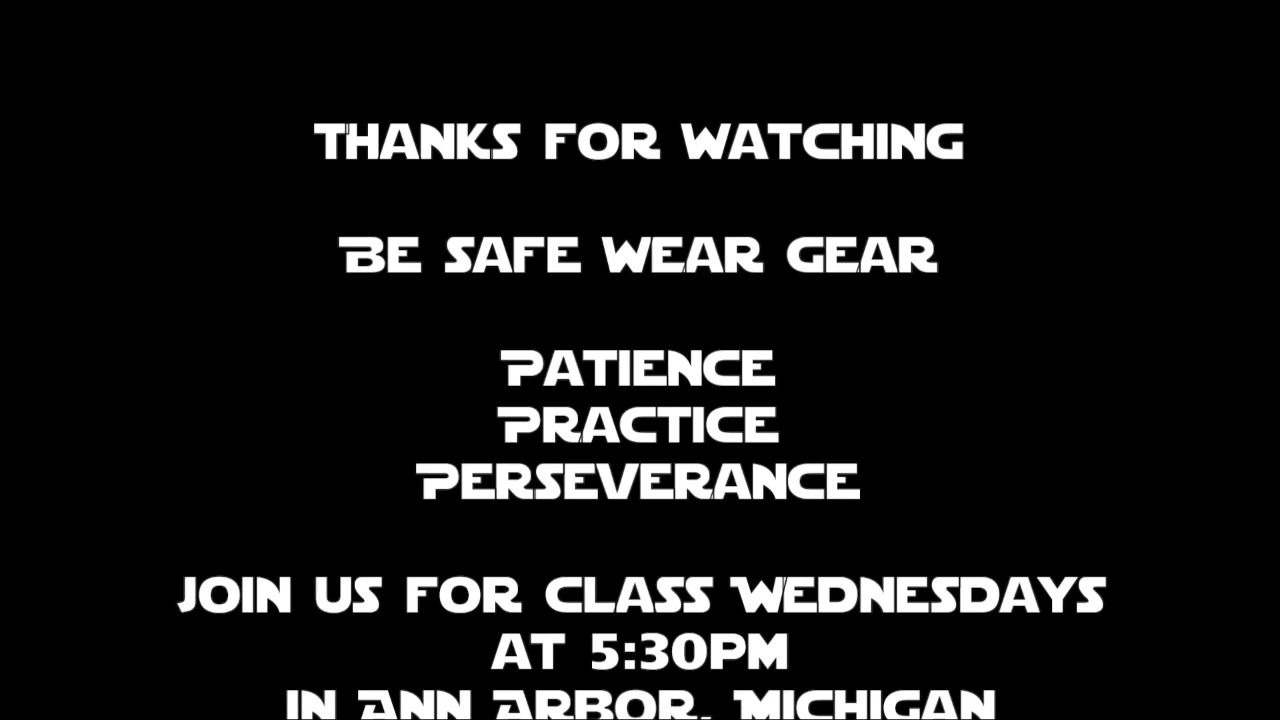 THANKS FOR WATCHING
BE SAFE WEAR GEAR
PATIENCE
PRACTICE
PERSEVERANCE
JOIN US FOR CLASS WEDNESDAYS
AT 5:30PM
IN ANN ARBOR, MICHIGAN